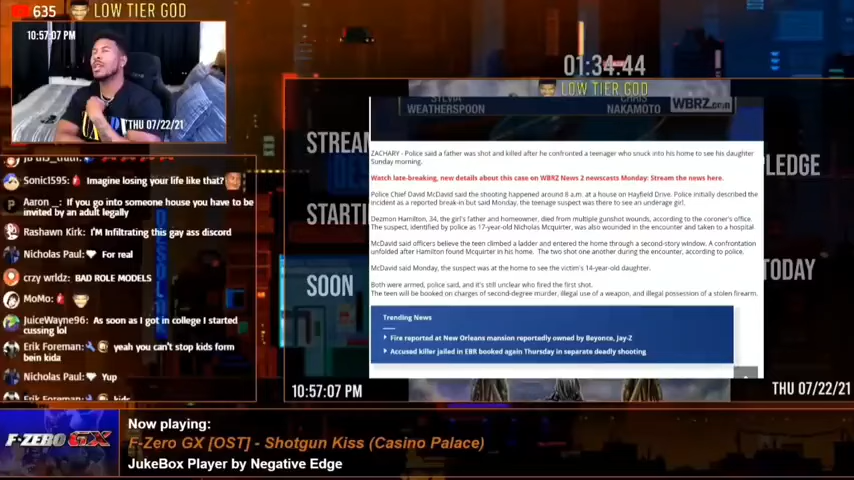 635
LOW TIER GOD
10:57:07 PM
THU 07/22/21
Sonic1595: Imagine losing your life like that?
Aaron _: If you go into someone house you have to be
invited by an adult legally
Rashawn Kirk: I'M Infiltrating this gay ass discord
Nicholas Paul: For real
crzy wrldz: BAD ROLE MODELS
MoMo:
JuiceWayne96: As soon as I got in college I started
cussing lol
Erik Foreman: yeah you can't stop kids form
bein kida
Nicholas Paul: Yup
Erik Foreman: kids
01:34:44
LOW TIER GOD
SYLVIA
WEATHERSPOON
CHRIS
NAKAMOTO
WBRZ.com
STREAM
STARTI
SOON
PLEDGE
TODAY
ZACHARY - Police said a father was shot and killed after he confronted a teenager who snuck into his home to see his daughter
Sunday morning.
Watch late-breaking, new details about this case on WBRZ News 2 newscasts Monday: Stream the news here.
Police Chief David McDavid said the shooting happened around 8 a.m. at a house on Hayfield Drive. Police initially described the
incident as a reported break-in but said Monday, the teenage suspect was there to see an underage girl.
Dezmon Hamilton, 34, the girl's father and homeowner, died from multiple gunshot wounds, according to the coroner's office.
The suspect, identified by police as 17-year-old Nicholas Mcquirter, was also wounded in the encounter and taken to a hospital
McDavid said officers believe the teen climbed a ladder and entered the home through a second-story window. A confrontation
unfolded after Hamilton found Mcquirter in his home. The two shot one another during the encounter, according to police.
McDavid said Monday, the suspect was at the home to see the victim's 14-year-old daughter.
Both were armed, police said, and it's still unclear who fired the first shot.
The teen will be booked on charges of second-degree murder, illegal use of a weapon, and illegal possession of a stolen firearm.
Trending News
Fire reported at New Orleans mansion reportedly owned by Beyonce, Jay-Z
Accused killer jailed in EBR booked again Thursday in separate deadly shooting
10:57:07 PM
THU 07/22/21
F-ZERO GX
Now playing:
F-Zero GX [OST] - Shotgun Kiss (Casino Palace)
JukeBox Player by Negative Edge